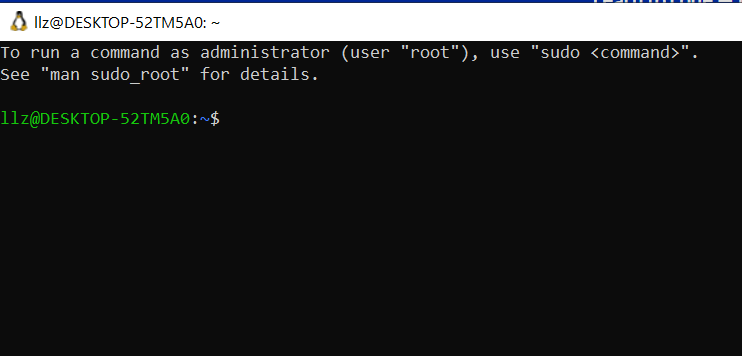 llz@DESKTOP-52TM5A0: ~
To run a command as administrator (user "root"), use "sudo <command>".
See "man sudo_root" for details.
llz@DESKTOP-52TM5A0:~$